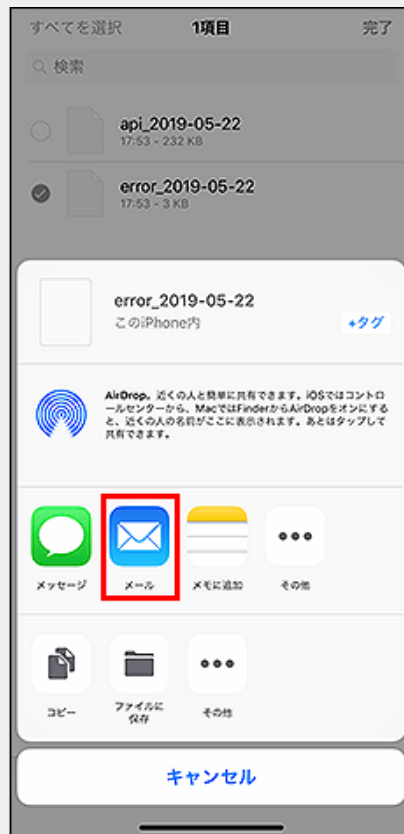 すべてを選択 1項目 完了
検索
api_2019-05-22
17:53 - 232 KB
error_2019-05-22
17:53 - 3 KB
error_2019-05-22
このiPhone内
+タグ
AirDrop。近くの人と簡単に共有できます。iOSではコントロ
ールセンターから、MacではFinderからAirDropをオンにする
と、近くの人の名前がここに表示されます。あとはタップして
共有できます。
メッセージ メール メモに追加 その他
コピー ファイルに その他
保存
キャンセル